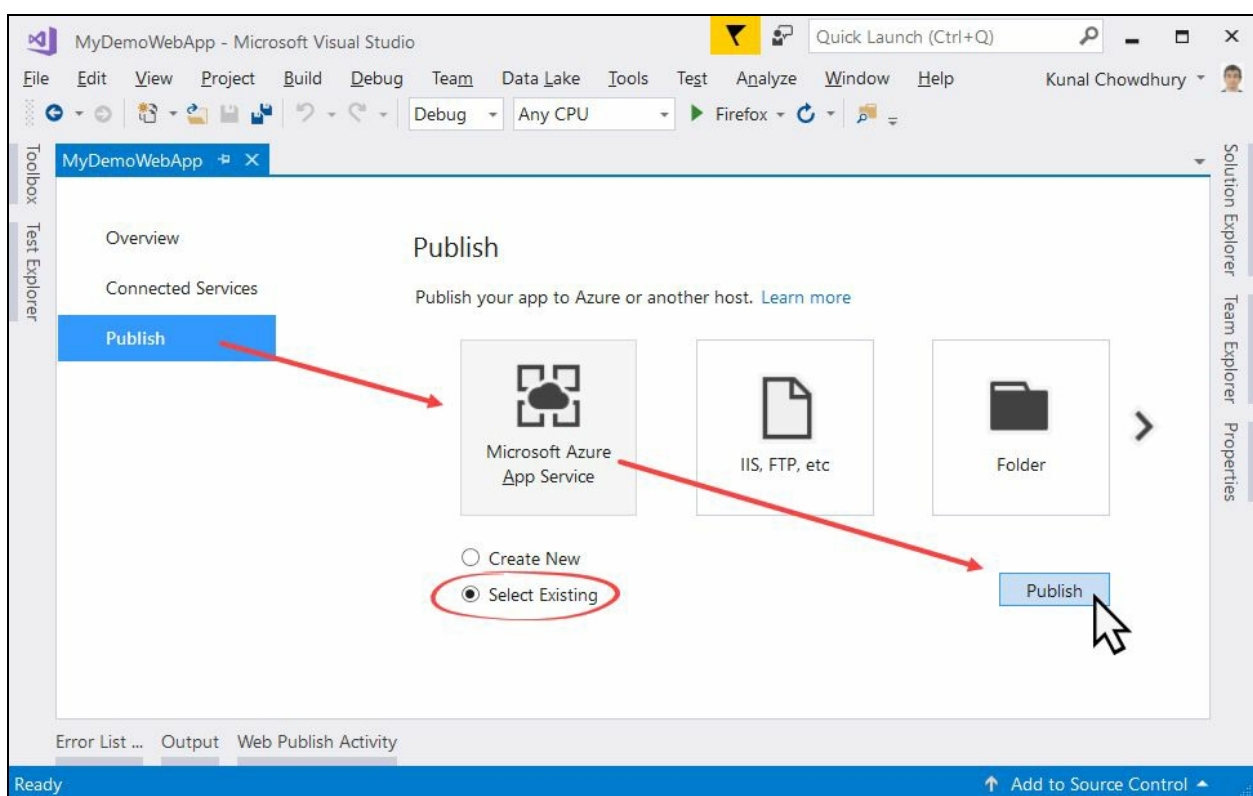 MyDemoWebApp - Microsoft Visual Studio
Quick Launch (Ctrl+Q)
File Edit View Project Build Debug Team Data Lake Tools Test Analyze Window Help
Kunal Chowdhury
Debug
Any CPU
Firefox
Toolbox
Test Explorer
MyDemoWebApp
Overview
Connected Services
Publish
Publish
Publish your app to Azure or another host. Learn more
Microsoft Azure
App Service
IIS, FTP, etc
Folder
Create New
Select Existing
Publish
Solution Explorer
Team Explorer
Properties
Error List ... Output Web Publish Activity
Ready
Add to Source Control